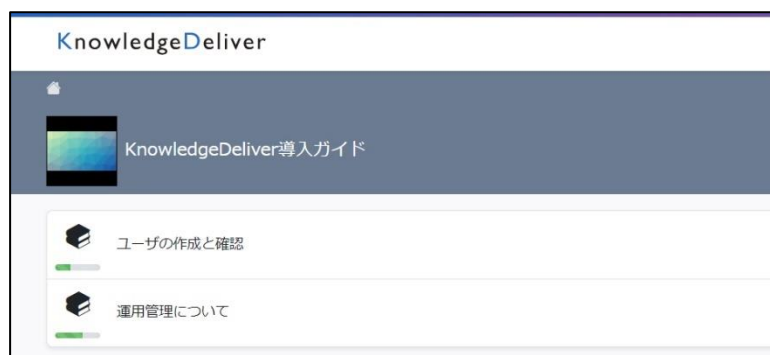 KnowledgeDeliver
KnowledgeDeliver導入ガイド
ユーザの作成と確認
運用管理について